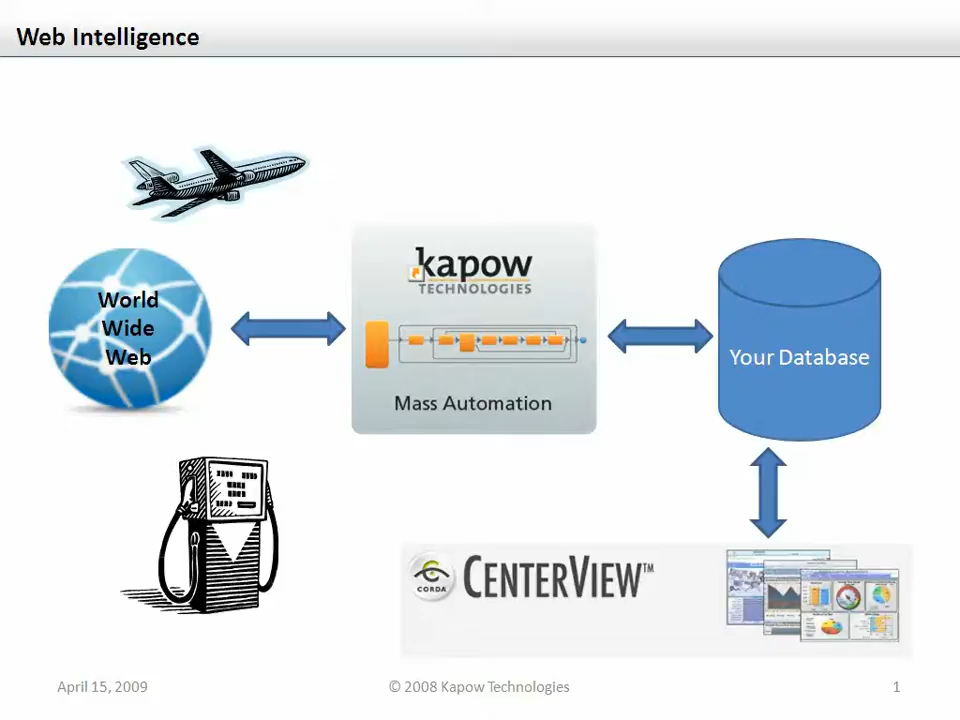 Web Intelligence
World
Wide
Web
kapow
TECHNOLOGIES
Mass Automation
Your Database
CORDA
CENTERVIEW™
April 15, 2009
© 2008 Kapow Technologies
1